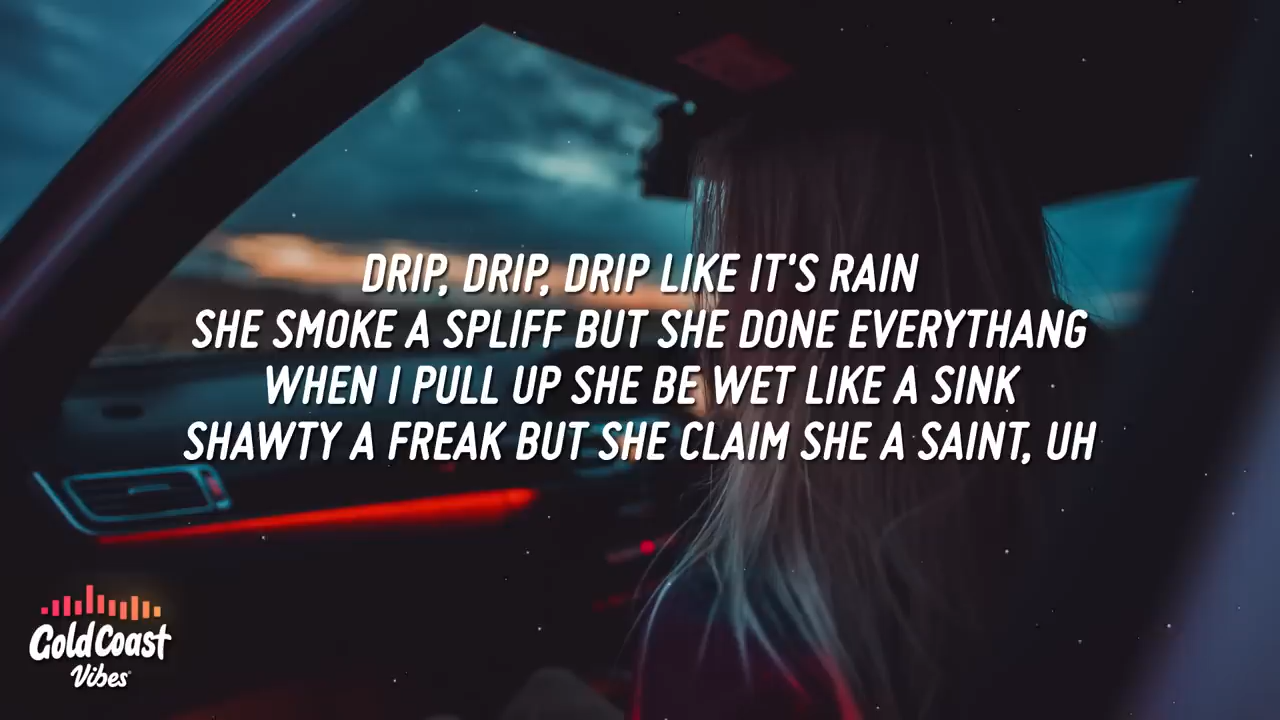 DRIP, DRIP, DRIP LIKE IT'S RAIN
SHE SMOKE A SPLIFF BUT SHE DONE EVERYTHANG
WHEN I PULL UP SHE BE WET LIKE A SINK
SHAWTY A FREAK BUT SHE CLAIM SHE A SAINT, UH
Gold Coast
Vibes